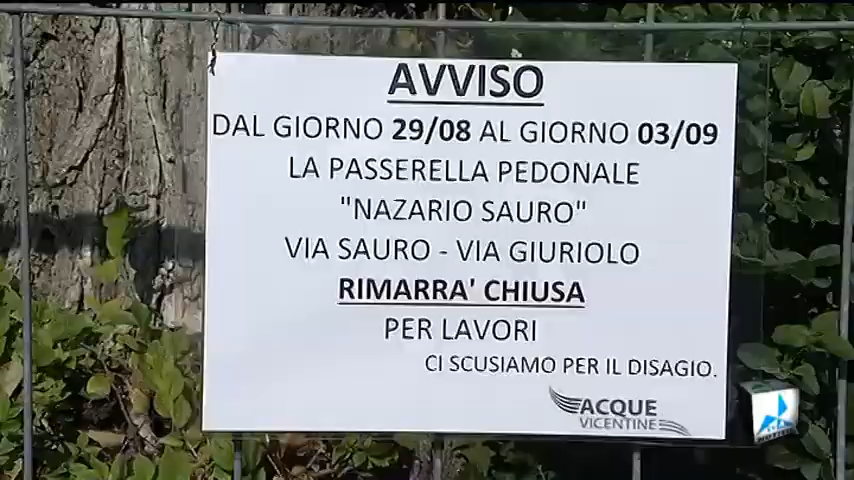 AVVISO
DAL GIORNO 29/08 AL GIORNO 03/09
LA PASSERELLA PEDONALE
"NAZARIO SAURO"
VIA SAURO - VIA GIURIOLO
RIMARRA' CHIUSA
PER LAVORI
CI SCUSIAMO PER IL DISAGIO.
ACQUE
VICENTINE